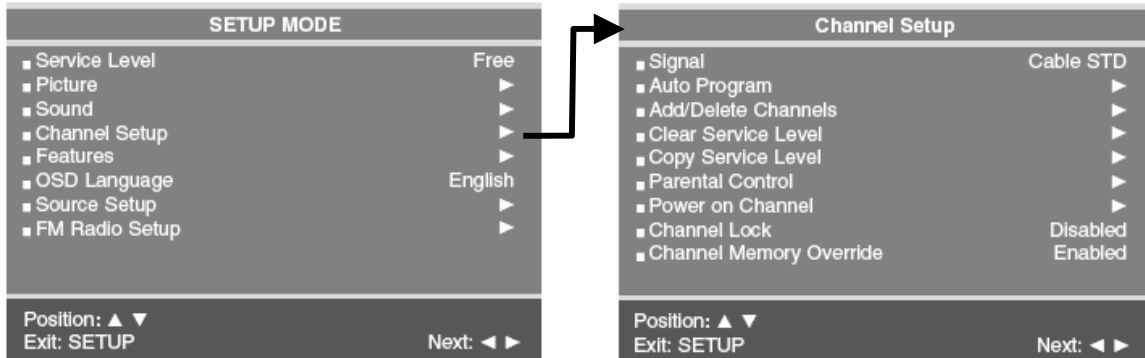 SETUP MODE
Service Level Free
Picture ►
Sound ►
Channel Setup ►
Features ►
OSD Language English
Source Setup ►
FM Radio Setup ►
Position: ▲ ▼
Exit: SETUP Next: ◄ ►
Channel Setup
Signal Cable STD
Auto Program ►
Add/Delete Channels ►
Clear Service Level ►
Copy Service Level ►
Parental Control ►
Power on Channel ►
Channel Lock Disabled
Channel Memory Override Enabled
Position: ▲ ▼
Exit: SETUP Next: ◄ ►